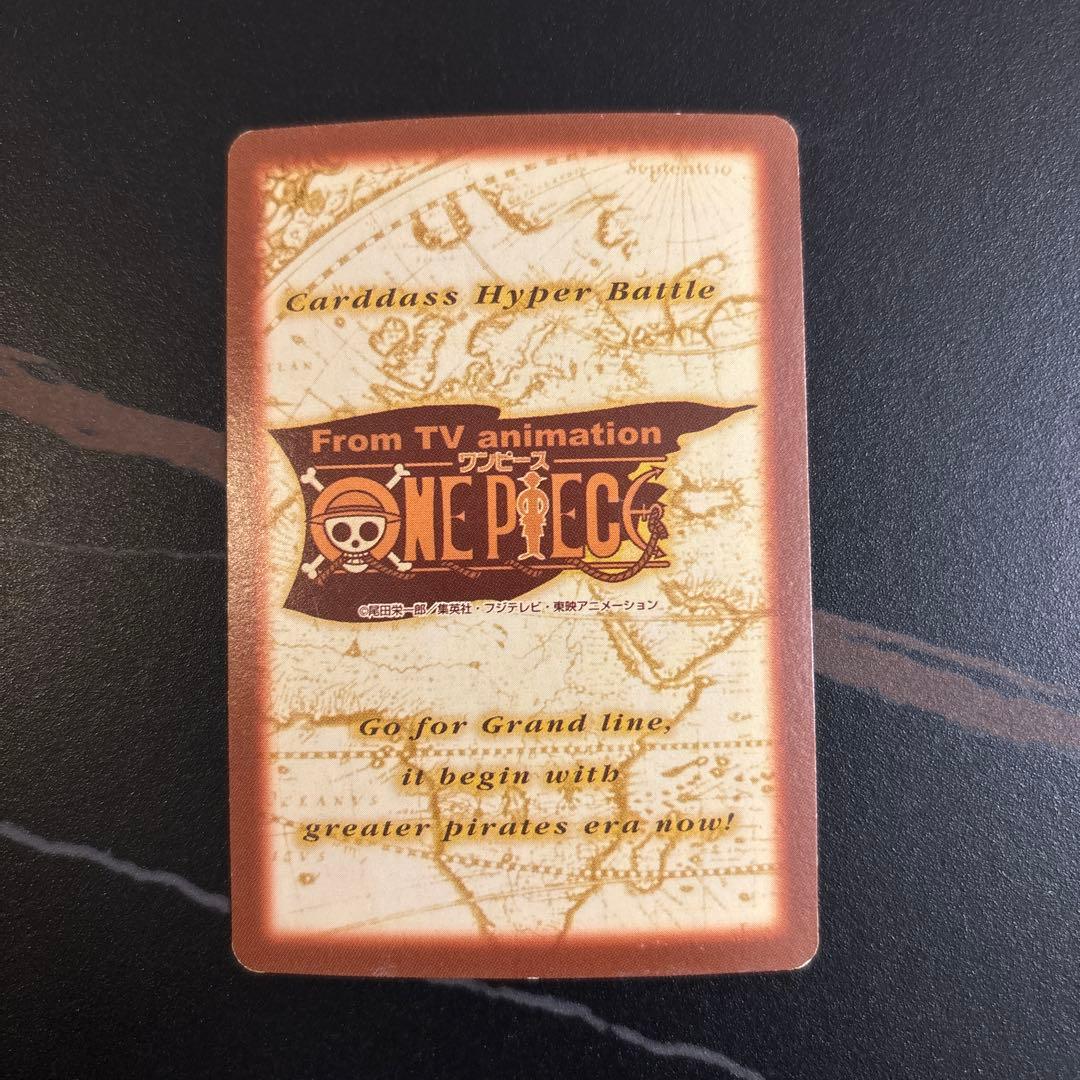 Septentrio
Carddass Hyper Battle
From TV animation
ワンピース
ONE PIECE
©尾田栄一郎／集英社・フジテレビ・東映アニメーション
Go for Grand line,
it begin with
greater pirates era now!